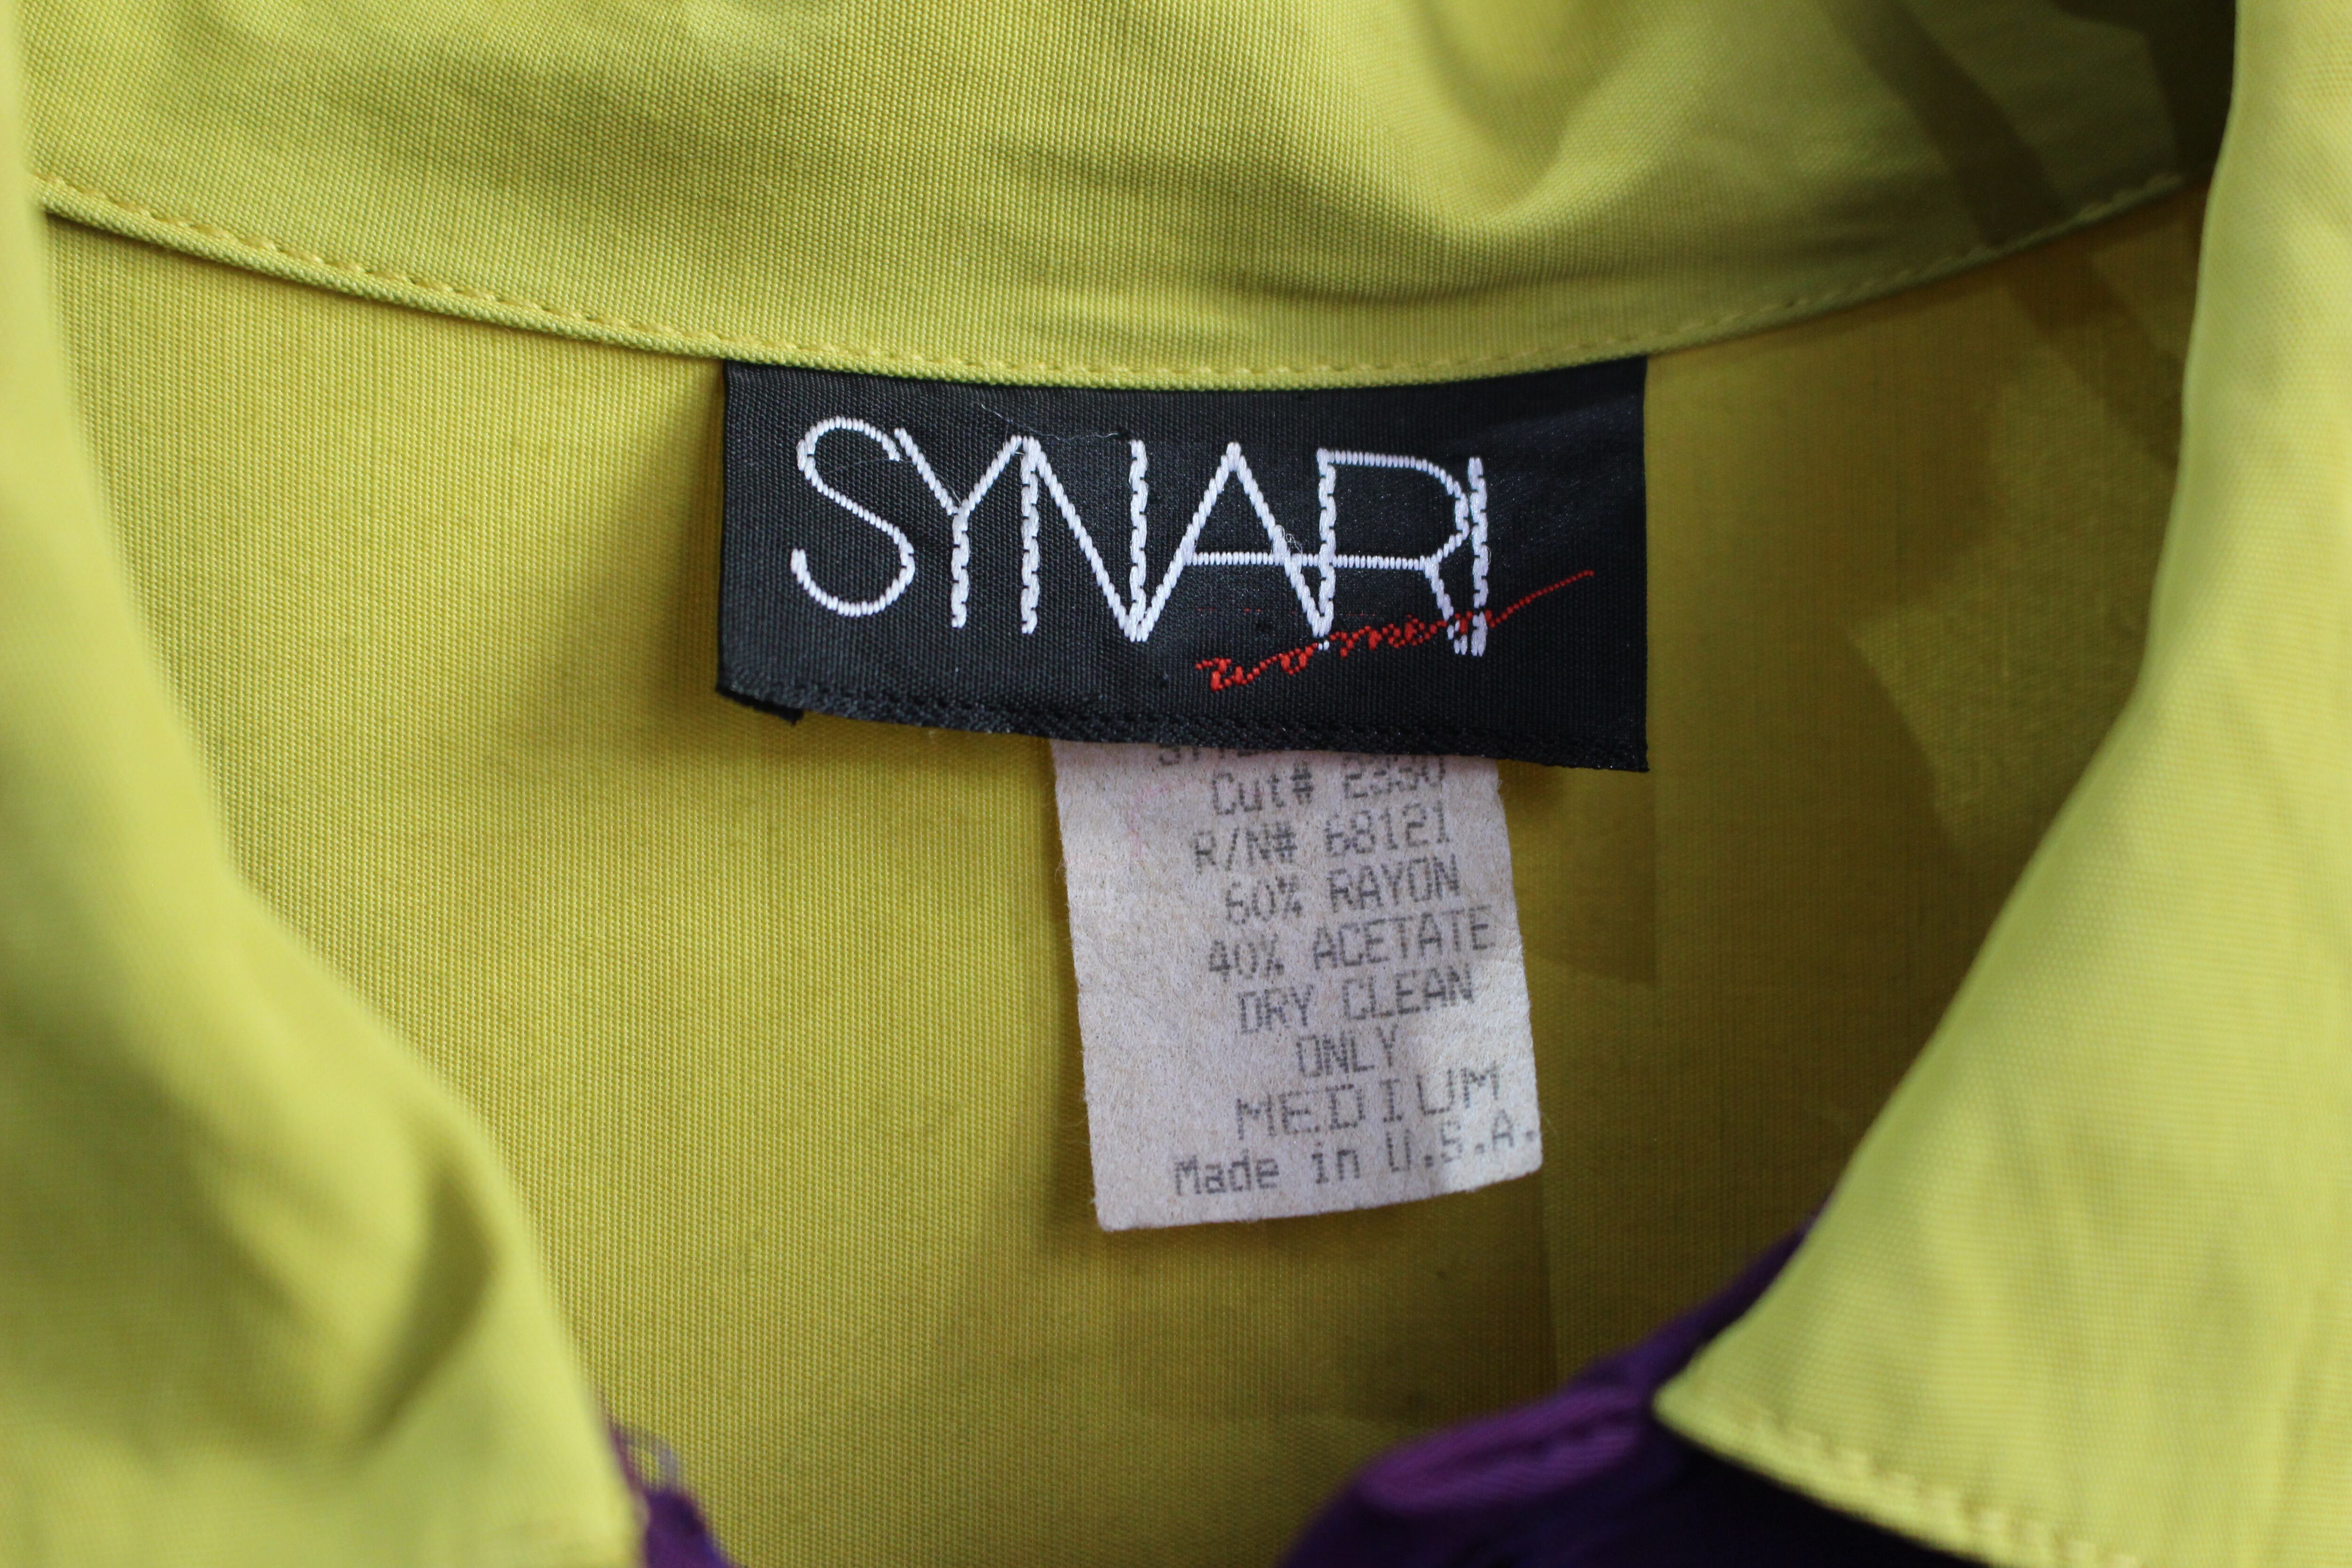 SYNARI
women
Cut# 2330
R/N# 68121
60% RAYON
40% ACETATE
DRY CLEAN
ONLY
MEDIUM
Made in U.S.A.